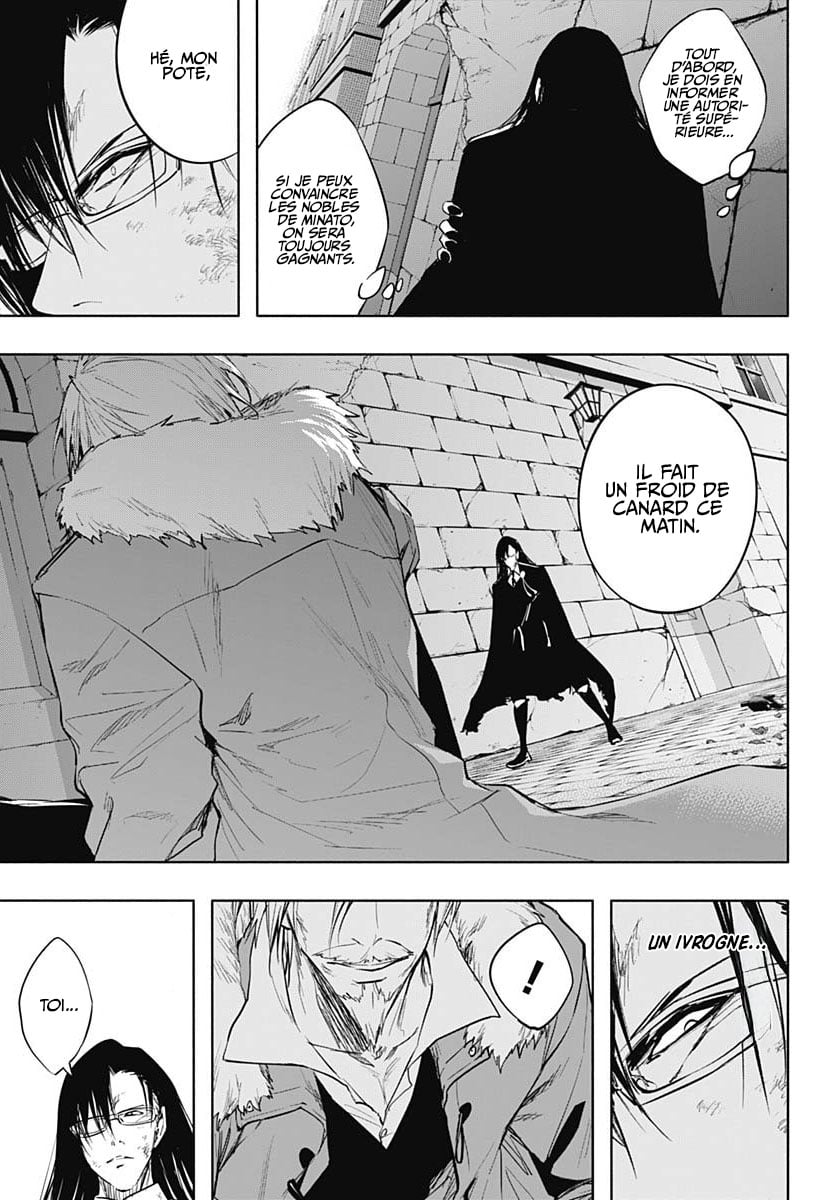 TOUT
D'ABORD,
JE DOIS EN
INFORMER
UNE AUTORI-
TÉ SUPÉ-
RIEURE...
SI JE PEUX
CONVAINCRE
LES NOBLES
DE MINATO,
ON SERA
TOUJOURS
GAGNANTS.
HÉ, MON
POTE,
IL FAIT
UN FROID DE
CANARD CE
MATIN.
UN IVROGNE...
!
TOI...